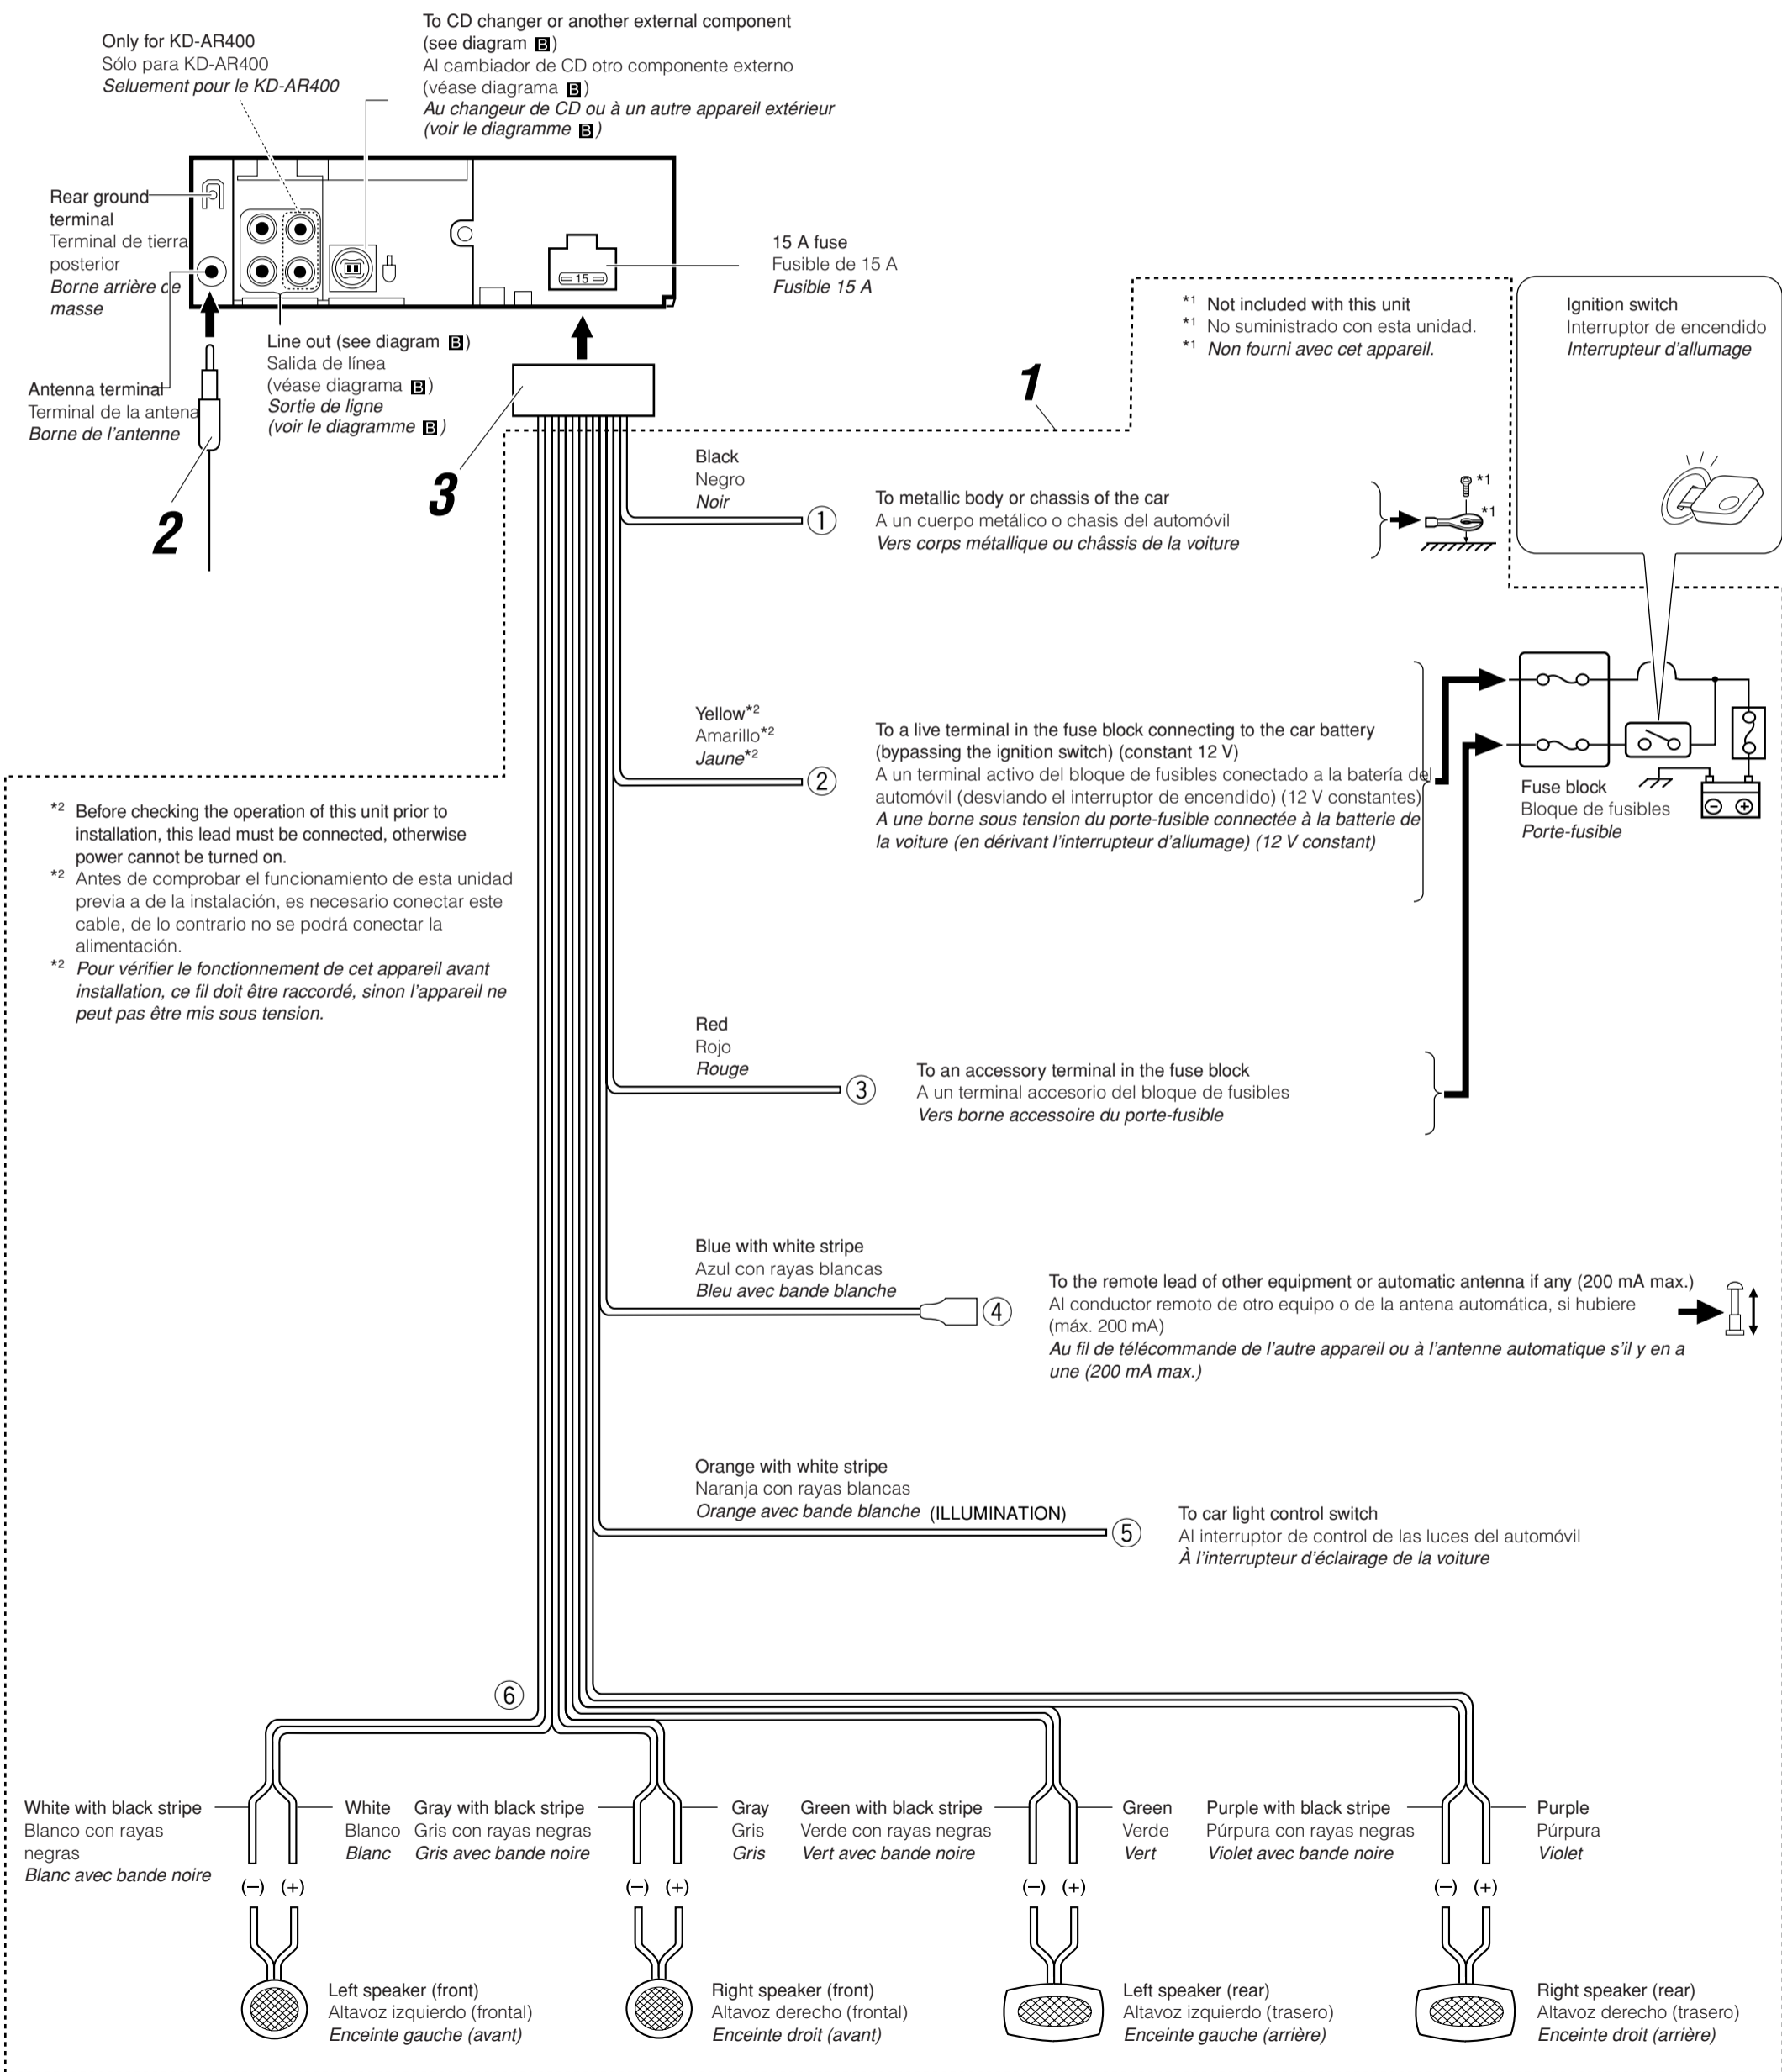 To CD changer or another external component
(see diagram B)
Al cambiador de CD otro componente externo
(véase diagrama B)
Au changeur de CD ou à un autre appareil extérieur
(voir le diagramme B)
Only for KD-AR400
Sólo para KD-AR400
Seluement pour le KD-AR400
Rear ground
terminal
Terminal de tierra
posterior
Borne arrière de
masse
15
15 A fuse
Fusible de 15 A
Fusible 15 A
Line out (see diagram B)
Salida de línea
(véase diagrama B)
Sortie de ligne
(voir le diagramme B)
Antenna terminal
Terminal de la antena
Borne de l'antenne
2
3
1
*1 Not included with this unit
*1 No suministrado con esta unidad.
*1 Non fourni avec cet appareil.
Ignition switch
Interruptor de encendido
Interrupteur d'allumage
Black
Negro
Noir
①
To metallic body or chassis of the car
A un cuerpo metálico o chasis del automóvil
Vers corps métallique ou châssis de la voiture
*1
*1
Yellow*2
Amarillo*2
Jaune*2
②
To a live terminal in the fuse block connecting to the car battery
(bypassing the ignition switch) (constant 12 V)
A un terminal activo del bloque de fusibles conectado a la batería del
automóvil (desviando el interruptor de encendido) (12 V constantes)
A une borne sous tension du porte-fusible connectée à la batterie de
la voiture (en dérivant l'interrupteur d'allumage) (12 V constant)
Fuse block
Bloque de fusibles
Porte-fusible
*2 Before checking the operation of this unit prior to
installation, this lead must be connected, otherwise
power cannot be turned on.
*2 Antes de comprobar el funcionamiento de esta unidad
previa a de la instalación, es necesario conectar este
cable, de lo contrario no se podrá conectar la
alimentación.
*2 Pour vérifier le fonctionnement de cet appareil avant
installation, ce fil doit être raccordé, sinon l'appareil ne
peut pas être mis sous tension.
Red
Rojo
Rouge
③
To an accessory terminal in the fuse block
A un terminal accesorio del bloque de fusibles
Vers borne accessoire du porte-fusible
Blue with white stripe
Azul con rayas blancas
Bleu avec bande blanche
④
To the remote lead of other equipment or automatic antenna if any (200 mA max.)
Al conductor remoto de otro equipo o de la antena automática, si hubiere
(máx. 200 mA)
Au fil de télécommande de l'autre appareil ou à l'antenne automatique s'il y en a
une (200 mA max.)
Orange with white stripe
Naranja con rayas blancas
Orange avec bande blanche (ILLUMINATION)
⑤
To car light control switch
Al interruptor de control de las luces del automóvil
À l'interrupteur d'éclairage de la voiture
⑥
White with black stripe
Blanco con rayas
negras
Blanc avec bande noire
White
Blanco
Blanc
Gray with black stripe
Gris con rayas negras
Gris avec bande noire
Gray
Gris
Gris
Green with black stripe
Verde con rayas negras
Vert avec bande noire
Green
Verde
Vert
Purple with black stripe
Púrpura con rayas negras
Violet avec bande noire
Purple
Púrpura
Violet
(−) (+)
(−) (+)
(−) (+)
(−) (+)
Left speaker (front)
Altavoz izquierdo (frontal)
Enceinte gauche (avant)
Right speaker (front)
Altavoz derecho (frontal)
Enceinte droit (avant)
Left speaker (rear)
Altavoz izquierdo (trasero)
Enceinte gauche (arrière)
Right speaker (rear)
Altavoz derecho (trasero)
Enceinte droit (arrière)